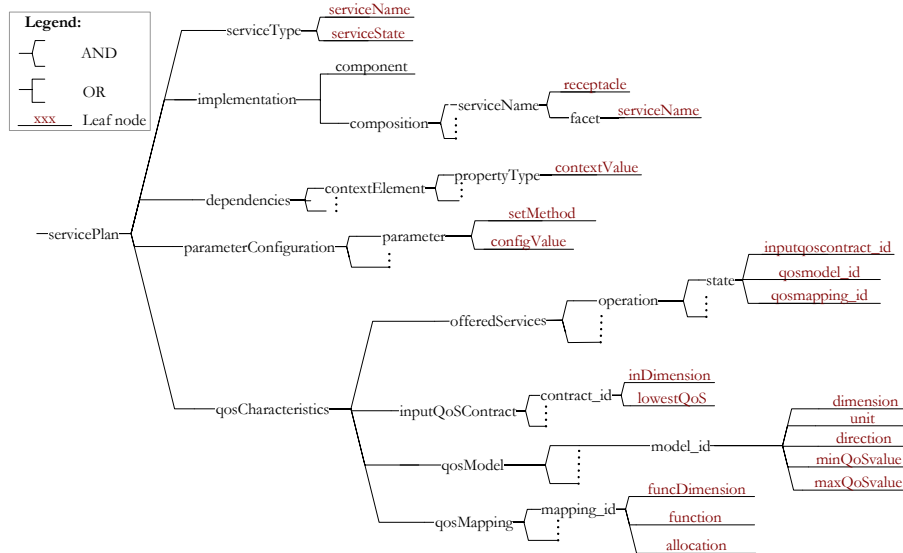 Legend:
AND
OR
xxx Leaf node
servicePlan
serviceType
serviceName
serviceState
implementation
component
composition
serviceName
receptacle
facet
serviceName
dependencies
contextElement
propertyType
contextValue
parameterConfiguration
parameter
setMethod
configValue
qosCharacteristics
offeredServices
operation
state
inputqoscontract_id
qosmodel_id
qosmapping_id
inputQoSContract
contract_id
inDimension
lowestQoS
qosModel
model_id
dimension
unit
direction
minQoSvalue
maxQoSvalue
qosMapping
mapping_id
funcDimension
function
allocation